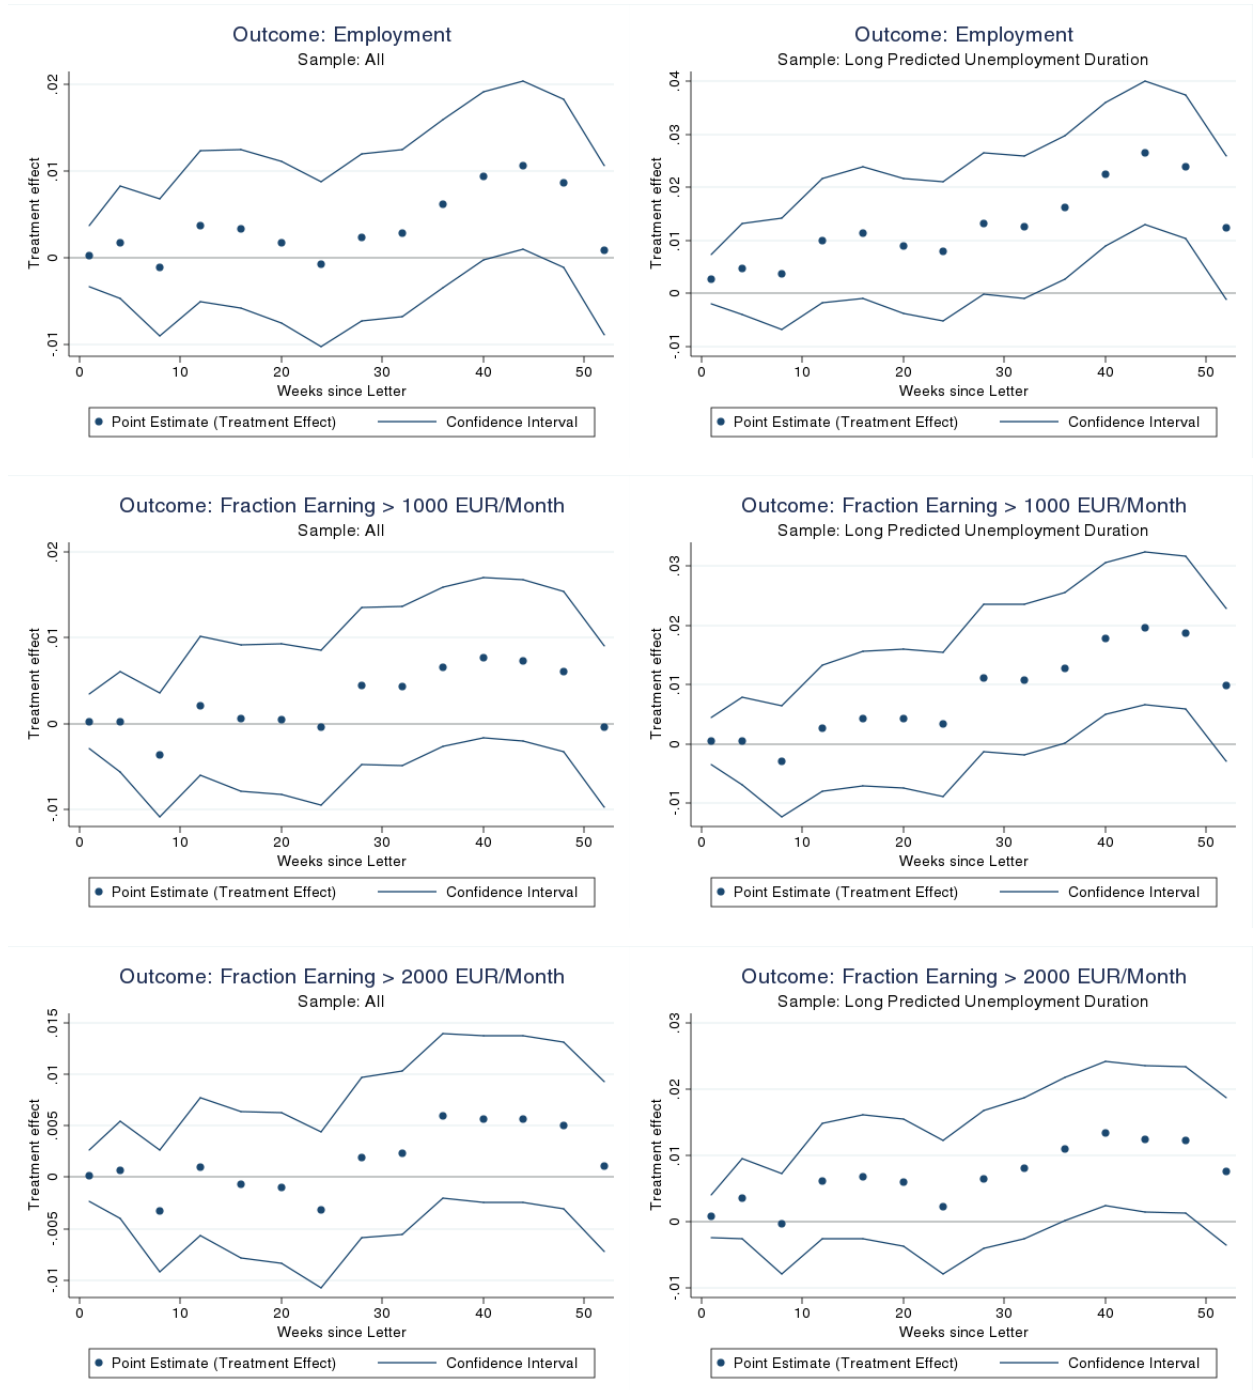 Outcome: Employment
Sample: All
Treatment effect
.02
.01
0
-.01
0 10 20 30 40 50
Weeks since Letter
Point Estimate (Treatment Effect) Confidence Interval
Outcome: Employment
Sample: Long Predicted Unemployment Duration
Treatment effect
.04
.03
.02
.01
0
-.01
0 10 20 30 40 50
Weeks since Letter
Point Estimate (Treatment Effect) Confidence Interval
Outcome: Fraction Earning > 1000 EUR/Month
Sample: All
Treatment effect
.02
.01
0
-.01
0 10 20 30 40 50
Weeks since Letter
Point Estimate (Treatment Effect) Confidence Interval
Outcome: Fraction Earning > 1000 EUR/Month
Sample: Long Predicted Unemployment Duration
Treatment effect
.03
.02
.01
0
-.01
0 10 20 30 40 50
Weeks since Letter
Point Estimate (Treatment Effect) Confidence Interval
Outcome: Fraction Earning > 2000 EUR/Month
Sample: All
Treatment effect
.015
.01
.005
0
-.005
-.01
0 10 20 30 40 50
Weeks since Letter
Point Estimate (Treatment Effect) Confidence Interval
Outcome: Fraction Earning > 2000 EUR/Month
Sample: Long Predicted Unemployment Duration
Treatment effect
.03
.02
.01
0
-.01
0 10 20 30 40 50
Weeks since Letter
Point Estimate (Treatment Effect) Confidence Interval